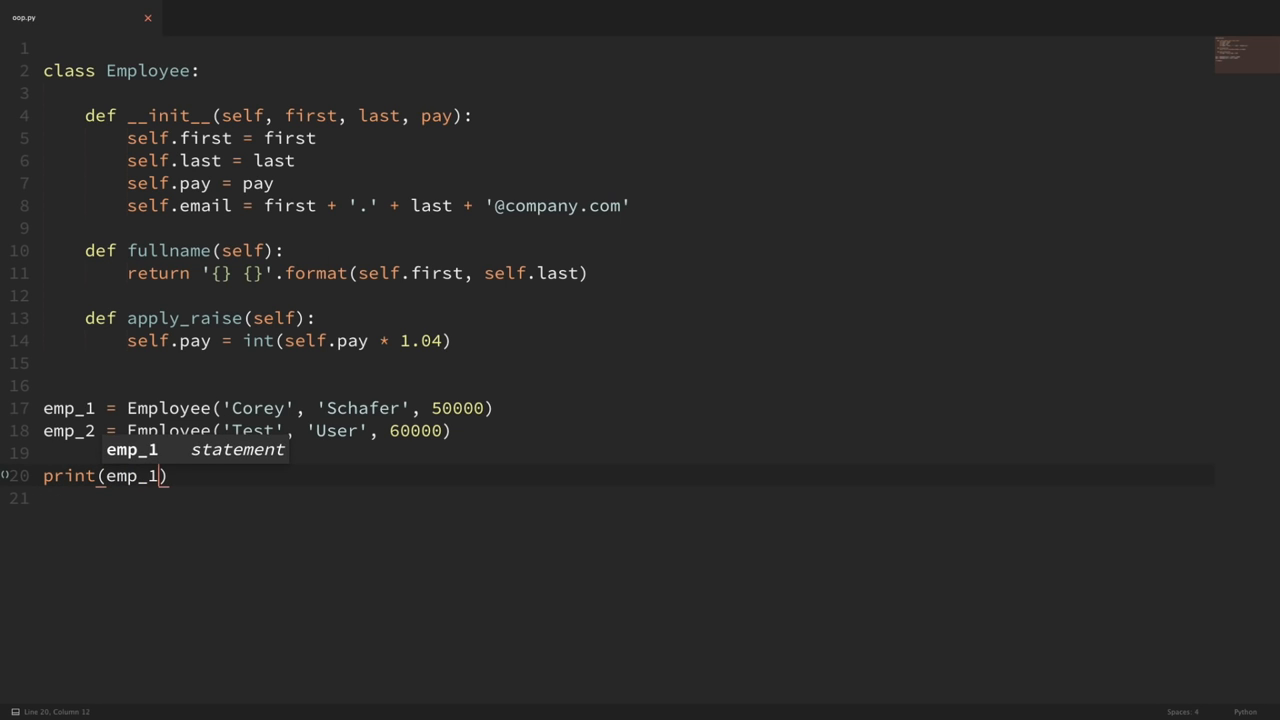 oop.py
1
2 class Employee:
3
4 def __init__(self, first, last, pay):
5 self.first = first
6 self.last = last
7 self.pay = pay
8 self.email = first + '.' + last + '@company.com'
9
10 def fullname(self):
11 return '{} {}'.format(self.first, self.last)
12
13 def apply_raise(self):
14 self.pay = int(self.pay * 1.04)
15
16
17 emp_1 = Employee('Corey', 'Schafer', 50000)
18 emp_2 = Employee('Test', 'User', 60000)
emp_1 statement
19
20 print(emp_1)
21
Line 20, Column 12
Spaces: 4
Python